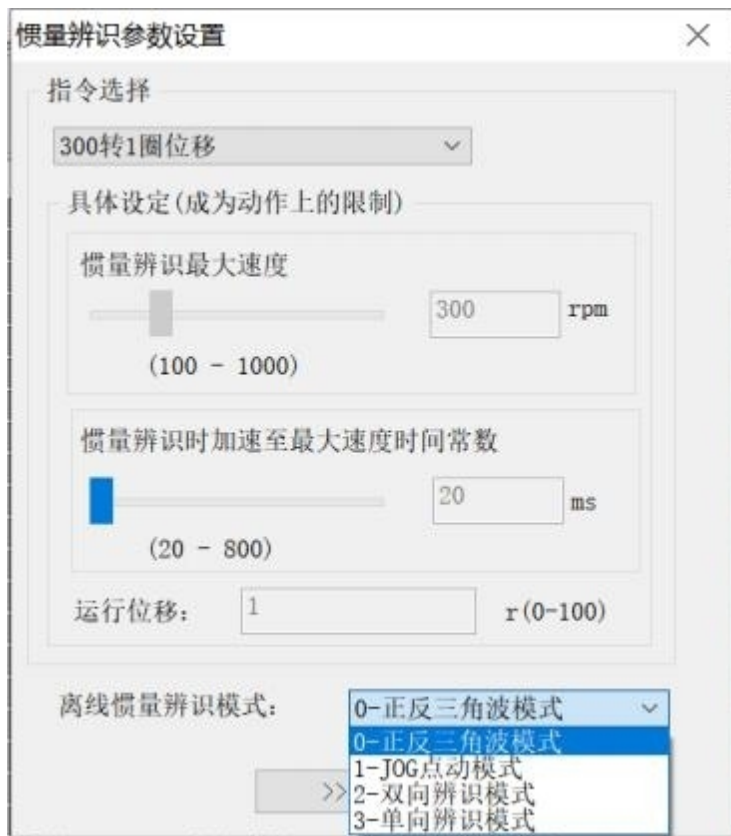 惯量辨识参数设置
指令选择
300转1圈位移
具体设定(成为动作上的限制)
惯量辨识最大速度
300 rpm
(100 - 1000)
惯量辨识时加速至最大速度时间常数
20 ms
(20 - 800)
运行位移: 1 r(0-100)
离线惯量辨识模式: 0-正反三角波模式
0-正反三角波模式
1-JOG点动模式
>> 2-双向辨识模式
3-单向辨识模式